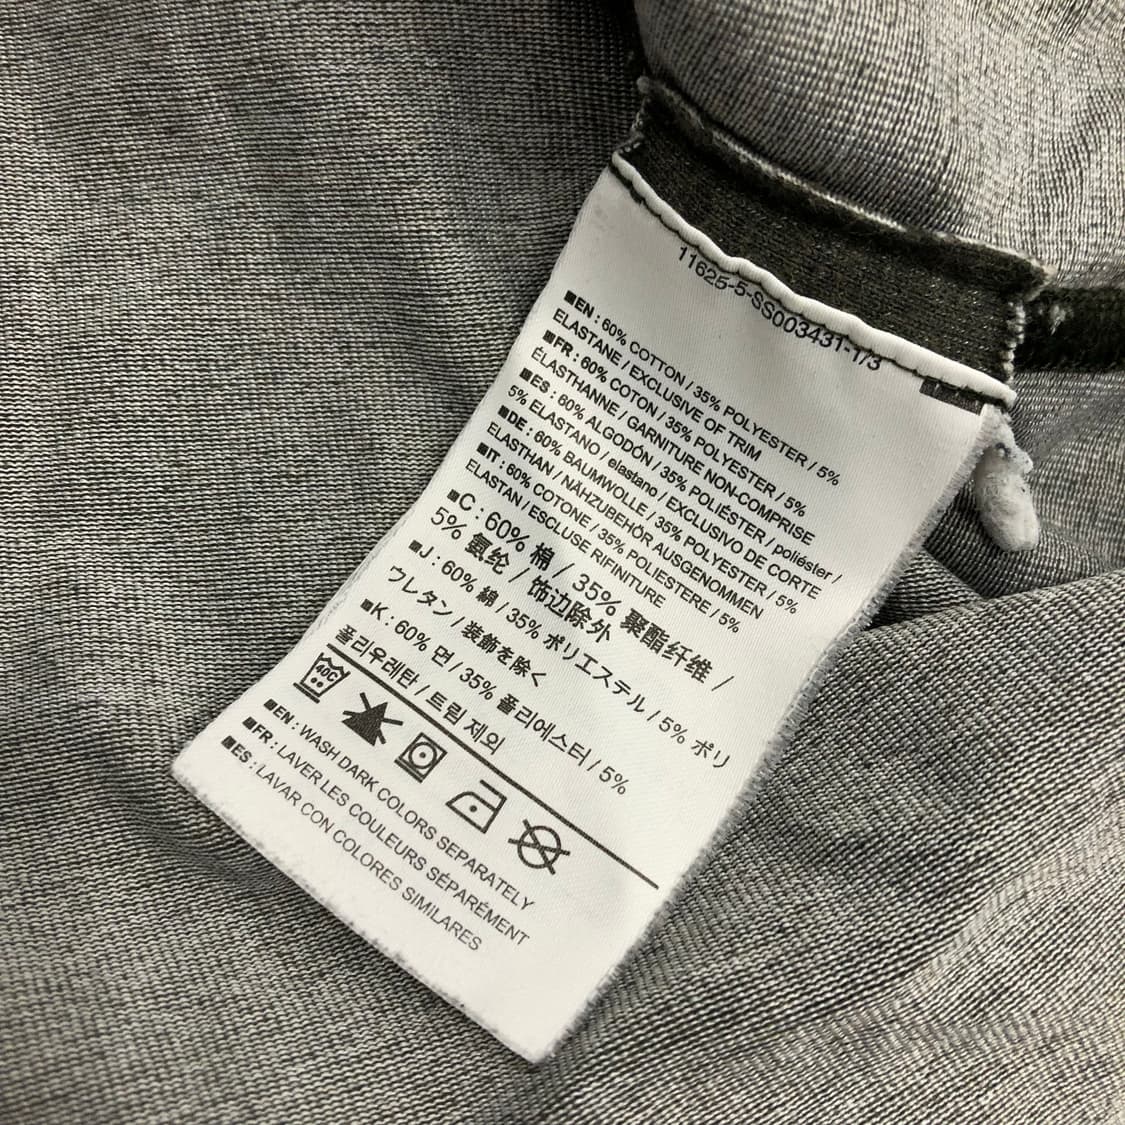 11625-5-SS003431-1/3
■EN : 60% COTTON / 35% POLYESTER / 5%
ELASTANE / EXCLUSIVE OF TRIM
■FR : 60% COTON / 35% POLYESTER / 5%
ÉLASTHANNE / GARNITURE NON-COMPRISE
■ES : 60% ALGODÓN / 35% POLIÉSTER / poliéster /
5% ELASTANO / elastano / EXCLUSIVO DE CORTE
■DE : 60% BAUMWOLLE / 35% POLYESTER / 5%
ELASTHAN / NÄHZUBEHÖR AUSGENOMMEN
■IT : 60% COTONE / 35% POLIESTERE / 5%
ELASTAN / ESCLUSE RIFINITURE
■C : 60% 棉 / 35% 聚酯纤维 /
5% 氨纶 / 饰边除外
■J : 60% 綿 / 35% ポリエステル / 5% ポリ
ウレタン / 装飾を除く
■K : 60% 면 / 35% 폴리에스터 / 5%
폴리우레탄 / 트림 제외
40C
■EN : WASH DARK COLORS SEPARATELY
■FR : LAVER LES COULEURS SÉPARÉMENT
■ES : LAVAR CON COLORES SIMILARES